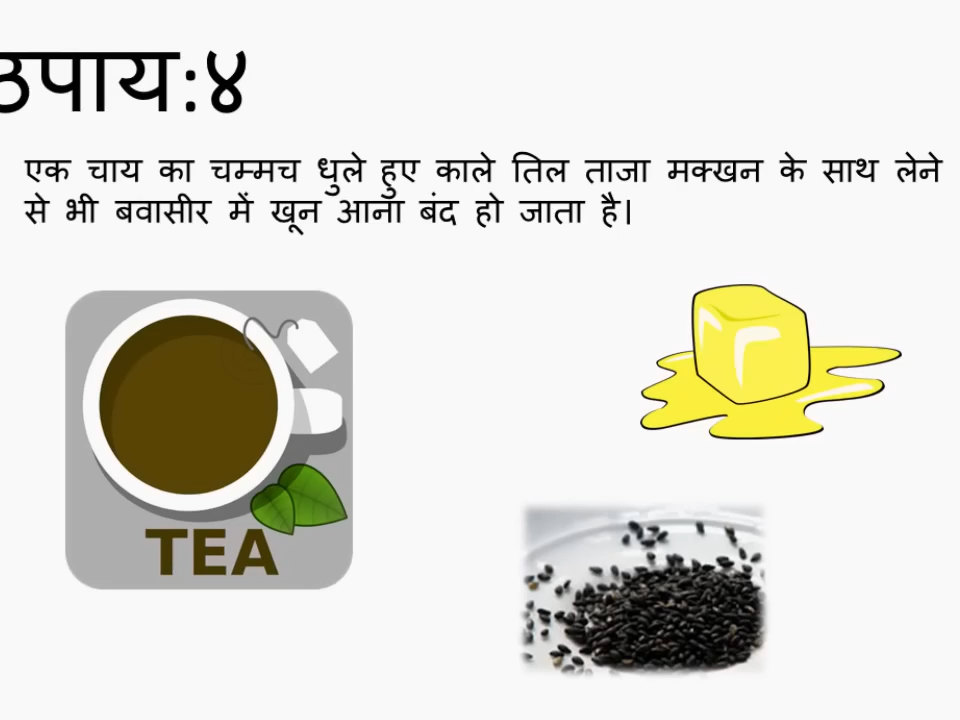 उपाय:४
एक चाय का चम्मच धुले हुए काले तिल ताजा मक्खन के साथ लेने
से भी बवासीर में खून आना बंद हो जाता है।
TEA